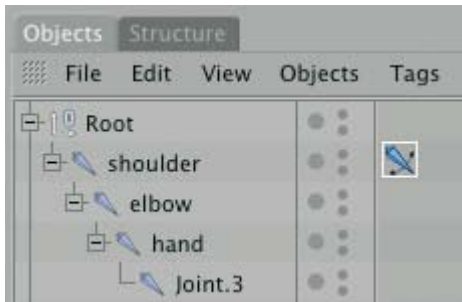 Objects Structure
File Edit View Objects Tags
Root
shoulder
elbow
hand
Joint.3